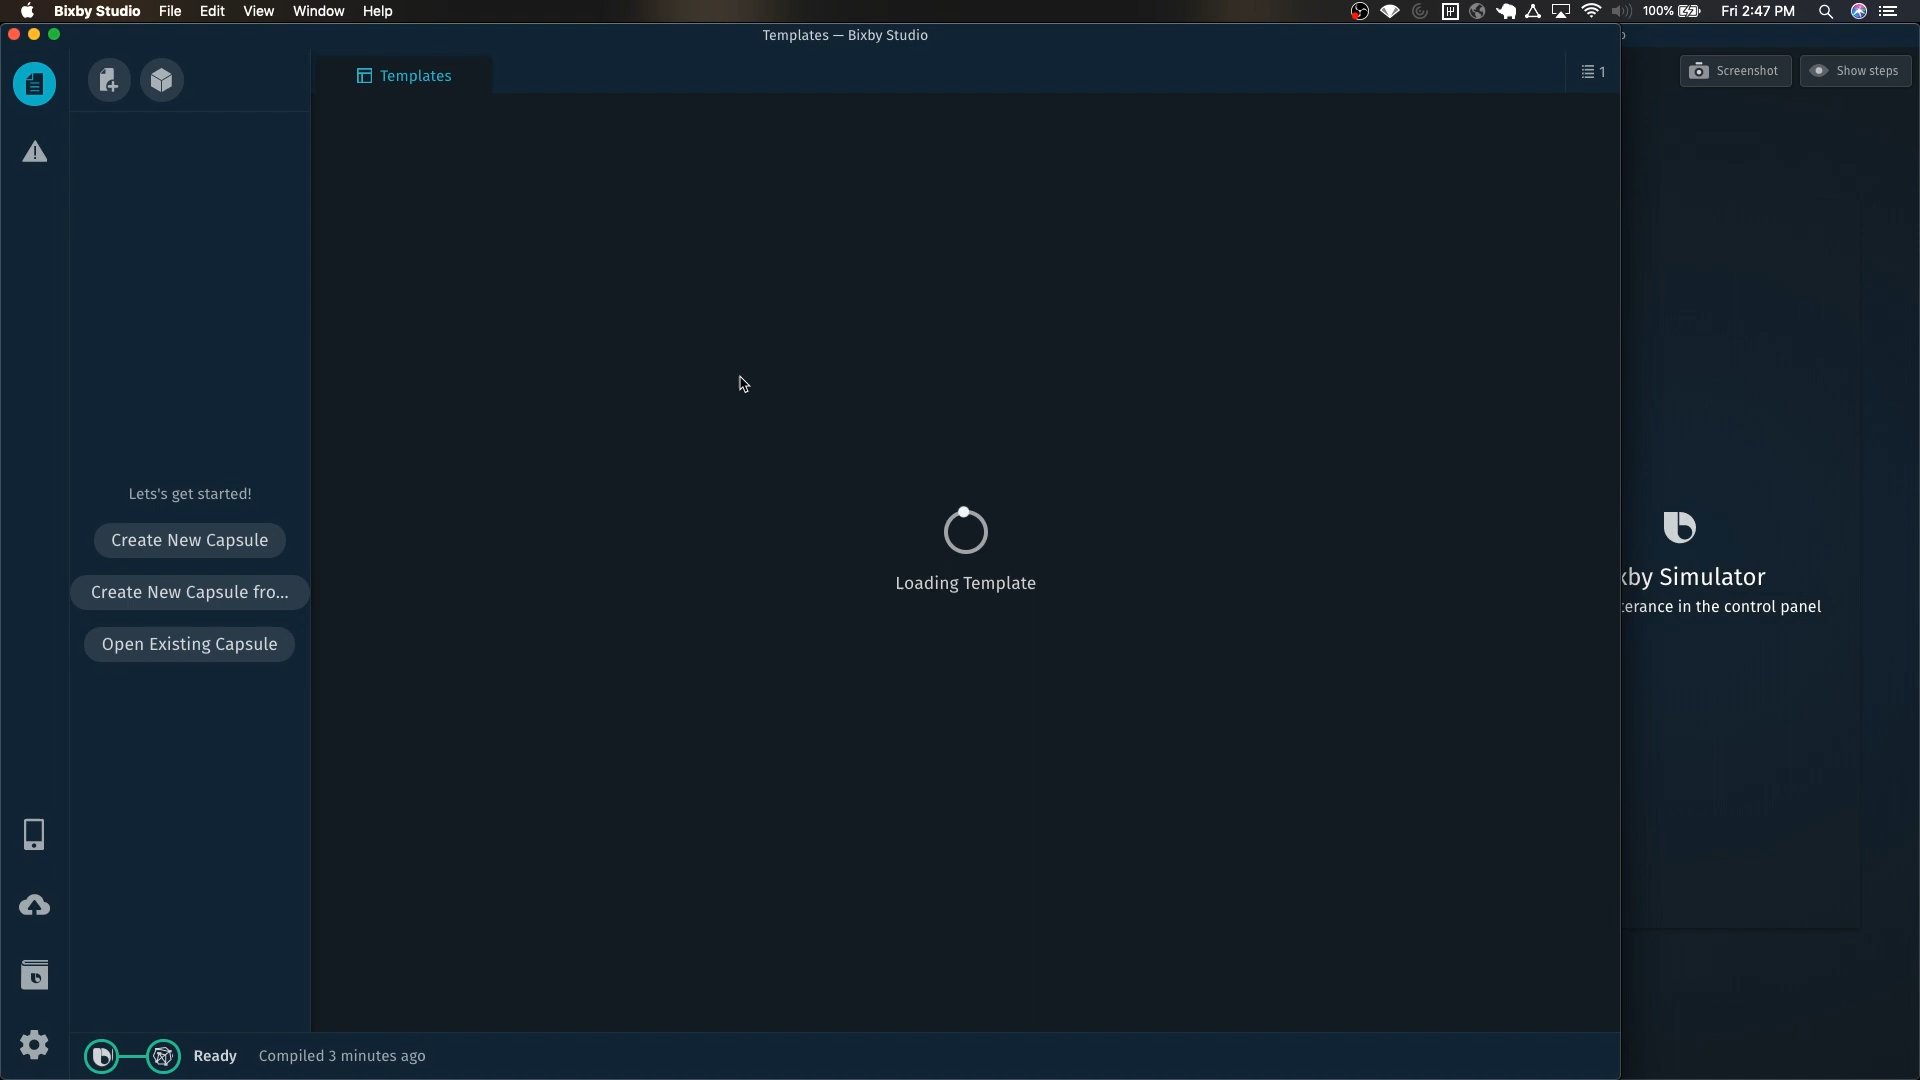 Bixby Studio File Edit View Window Help
100% Fri 2:47 PM
Templates — Bixby Studio
Templates
1
Screenshot
Show steps
Lets's get started!
Create New Capsule
Create New Capsule fro...
Open Existing Capsule
Loading Template
Simulator
in the control panel
Ready Compiled 3 minutes ago